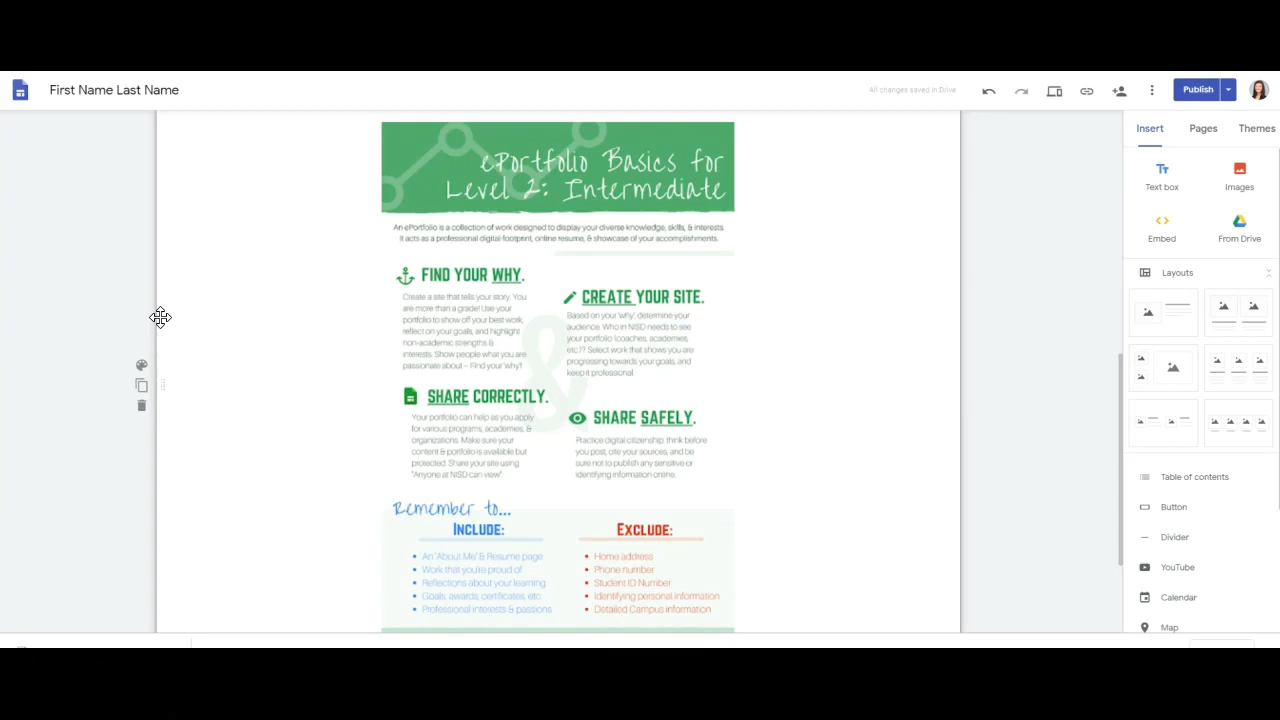 First Name Last Name
All changes saved in Drive
Publish
ePortfolio Basics for
Level 2: Intermediate
An ePortfolio is a collection of work designed to display your diverse knowledge, skills, & interests.
It acts as a professional digital footprint, online resume, & showcase of your accomplishments.
FIND YOUR WHY.
Create a site that tells your story. You
are more than a grade! Use your
portfolio to show off your best work,
reflect on your goals, and highlight
non-academic strengths &
interests. Show people what you are
passionate about - Find your 'why'!
CREATE YOUR SITE.
Based on your 'why', determine your
audience. Who in NISD needs to see
your portfolio (coaches, academies,
etc.)? Select work that shows you are
progressing towards your goals, and
keep it professional.
&
SHARE CORRECTLY.
Your portfolio can help as you apply
for various programs, academies, &
organizations. Make sure your
content & portfolio is available but
protected. Share your site using
"Anyone at NISD can view".
SHARE SAFELY.
Practice digital citizenship: think before
you post, cite your sources, and be
sure not to publish any sensitive or
identifying information online.
Remember to...
INCLUDE:
• An 'About Me' & Resume page
• Work that you're proud of
• Reflections about your learning
• Goals, awards, certificates, etc.
• Professional interests & passions
EXCLUDE:
• Home address
• Phone number
• Student ID Number
• Identifying personal information
• Detailed Campus information
Insert
Pages
Themes
Text box
Images
Embed
From Drive
Layouts
Table of contents
Button
Divider
YouTube
Calendar
Map